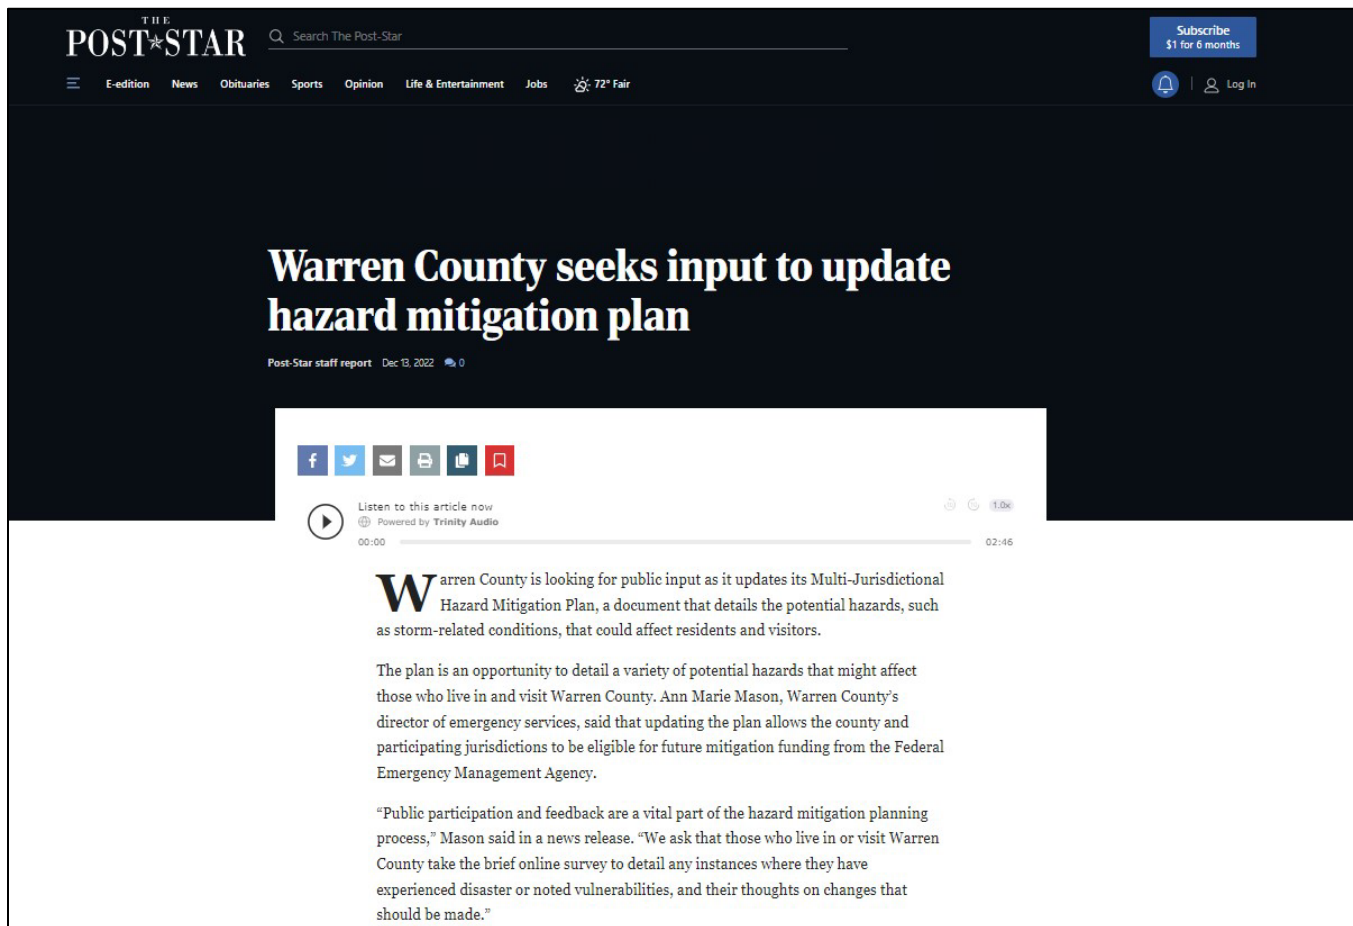 THE
POST★STAR
Search The Post-Star
Subscribe
$1 for 6 months
E-edition News Obituaries Sports Opinion Life & Entertainment Jobs 72° Fair
Log In
Warren County seeks input to update
hazard mitigation plan
Post-Star staff report Dec 13, 2022 0
Listen to this article now
1.0x
Powered by Trinity Audio
00:00 02:46
Warren County is looking for public input as it updates its Multi-Jurisdictional
Hazard Mitigation Plan, a document that details the potential hazards, such
as storm-related conditions, that could affect residents and visitors.
The plan is an opportunity to detail a variety of potential hazards that might affect
those who live in and visit Warren County. Ann Marie Mason, Warren County’s
director of emergency services, said that updating the plan allows the county and
participating jurisdictions to be eligible for future mitigation funding from the Federal
Emergency Management Agency.
“Public participation and feedback are a vital part of the hazard mitigation planning
process,” Mason said in a news release. “We ask that those who live in or visit Warren
County take the brief online survey to detail any instances where they have
experienced disaster or noted vulnerabilities, and their thoughts on changes that
should be made.”